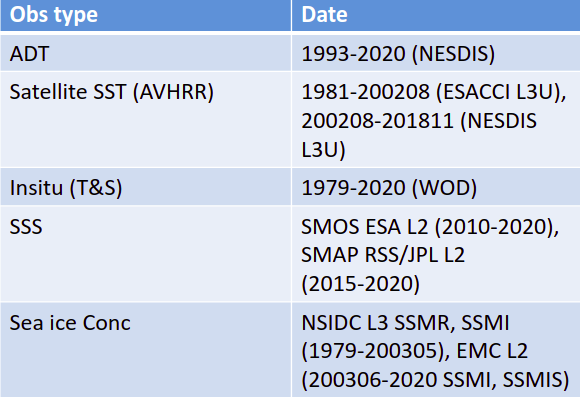 Obs type
Date
ADT
1993-2020 (NESDIS)
Satellite SST (AVHRR)
1981-200208 (ESACCI L3U),
200208-201811 (NESDIS
L3U)
Insitu (T&S)
1979-2020 (WOD)
SSS
SMOS ESA L2 (2010-2020),
SMAP RSS/JPL L2
(2015-2020)
Sea ice Conc
NSIDC L3 SSMR, SSMI
(1979-200305), EMC L2
(200306-2020 SSMI, SSMIS)